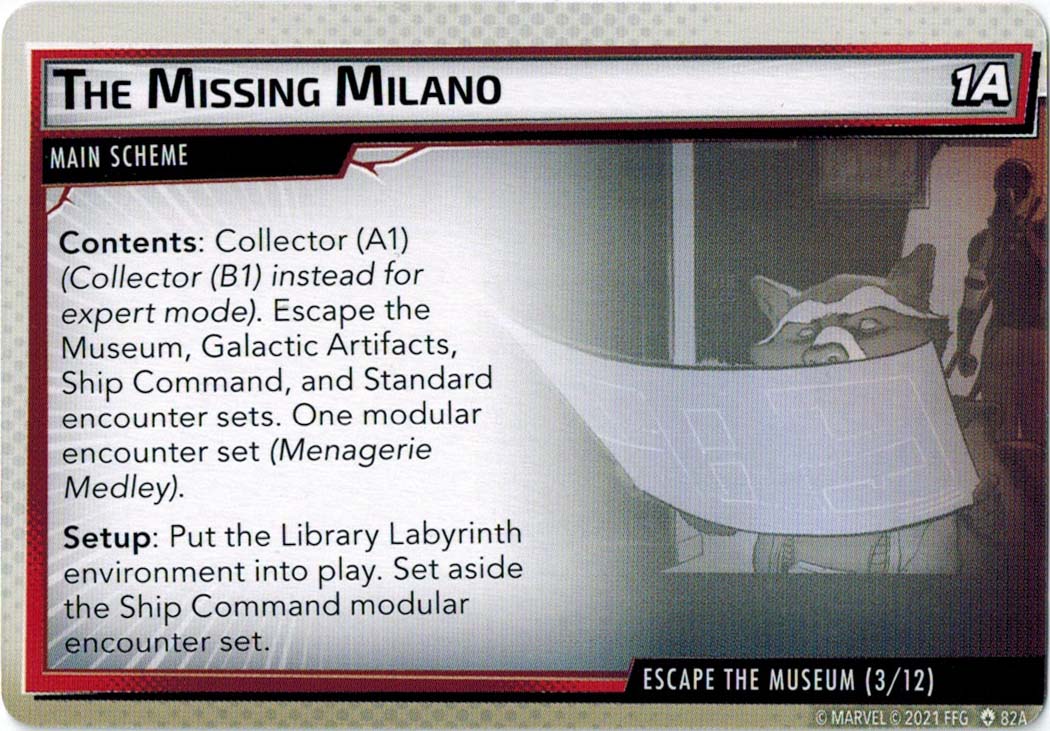 The Missing Milano
1A
MAIN SCHEME
Contents: Collector (A1)
(Collector (B1) instead for
expert mode). Escape the
Museum, Galactic Artifacts,
Ship Command, and Standard
encounter sets. One modular
encounter set (Menagerie
Medley).
Setup: Put the Library Labyrinth
environment into play. Set aside
the Ship Command modular
encounter set.
ESCAPE THE MUSEUM (3/12)
© MARVEL © 2021 FFG 82A